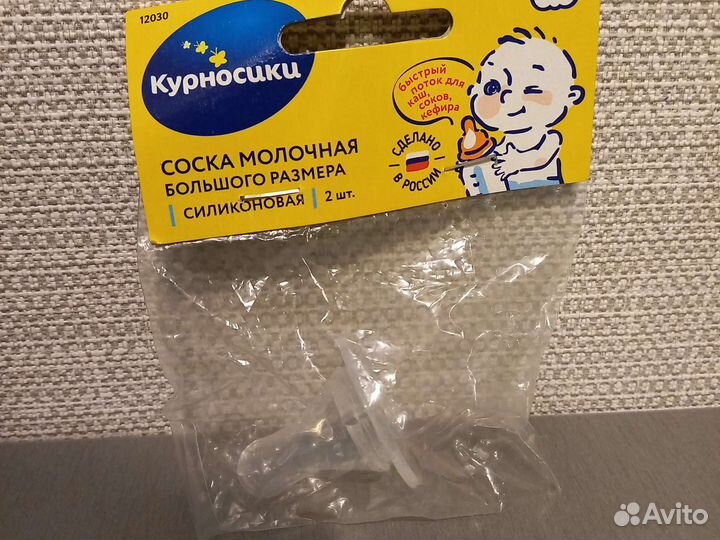 12030
Курносики
быстрый
поток для
каш,
соков,
кефира
СДЕЛАНО
В РОССИИ
СОСКА МОЛОЧНАЯ
БОЛЬШОГО РАЗМЕРА
СИЛИКОНОВАЯ 2 шт.
Avito